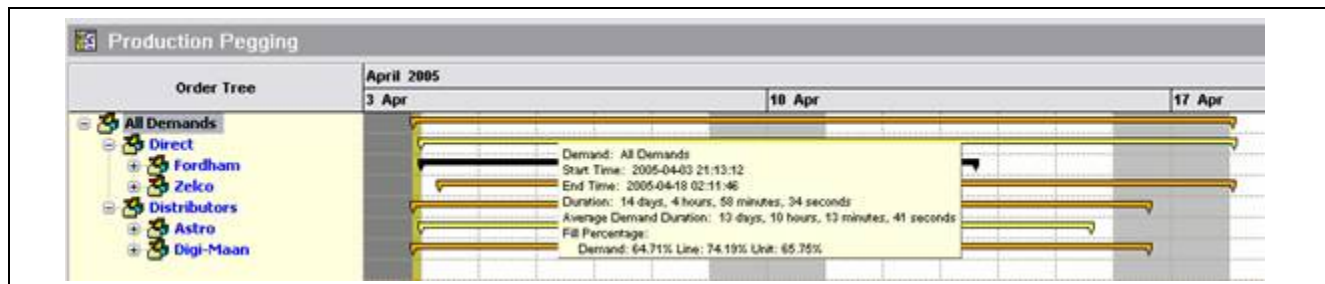 Production Pegging
Order Tree
April 2005
3 Apr
10 Apr
17 Apr
All Demands
Direct
Fordham
Zelco
Distributors
Astro
Digi-Maan
Demand: All Demands
Start Time: 2005-04-03 21:13:12
End Time: 2005-04-18 02:11:46
Duration: 14 days, 4 hours, 58 minutes, 34 seconds
Average Demand Duration: 13 days, 10 hours, 13 minutes, 41 seconds
Fill Percentage:
Demand: 64.71% Line: 74.19% Unit: 65.75%